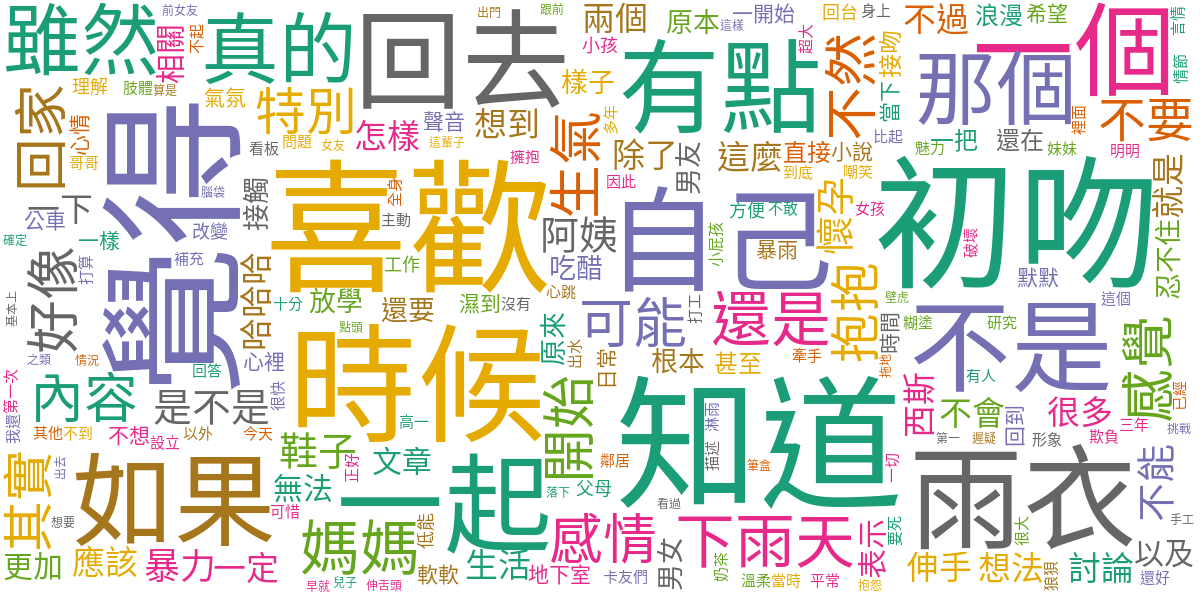 雖然
相關
前女友
不起
真的
回去
出門
跟前
兩個
小孩
原本
這樣
一開始
超大
回台
身上
不過
浪漫
希望
一個
言情
情節
理解
肢體
算是
氣氛
特別
怎樣
聲音
想到
樣子
有點
不然
接吻
當下
那個
不要
裡面
回家
心情
哥哥
看板
問題
女友
這輩子
多年
生氣
擁抱
除了
因此
男友
這麼
直接
小說
到底
嘲笑
比起
魅力
一把
還在
妹妹
明明
覺得
腦袋
接觸
改變
補充
喜歡
全身
主動
工作
阿姨
吃醋
心跳
自己
方便
不敢
小屁孩
暴雨
懷孕
女孩
初吻
破壞
默默
忍不住
就是
一下
公車
確定
一樣
打算
好像
基本上
哈哈哈
十分
放學
點頭
還要
濕到
沒有
可能
打工
還是
抱抱
時間
壁虎
糊塗
研究
不是
這個
感覺
之類
情況
心裡
回答
很快
時候
原來
出水
日常
根本
甚至
牽手
拖地
有人
已經
挑戰
我還
第一次
內容
是不是
高一
開始
知道
淋雨
描述
西斯
不會
回到
很多
三年
其他
不到
不想
設立
以外
今天
鞋子
正好
文章
一起
鄰居
筆盒
一切
第一
遲疑
形象
欺負
其實
出去
想要
如果
無法
可惜
媽媽
低能
落下
父母
看過
雨衣
不能
手工
更加
應該
暴力
一定
早就
兒子
伸舌頭
軟軟
生活
感情
地下室
卡友們
男女
下雨天
奶茶
溫柔
當時
平常
表示
抱怨
要死
伸手
想法
很大
狼狽
討論
以及
還好